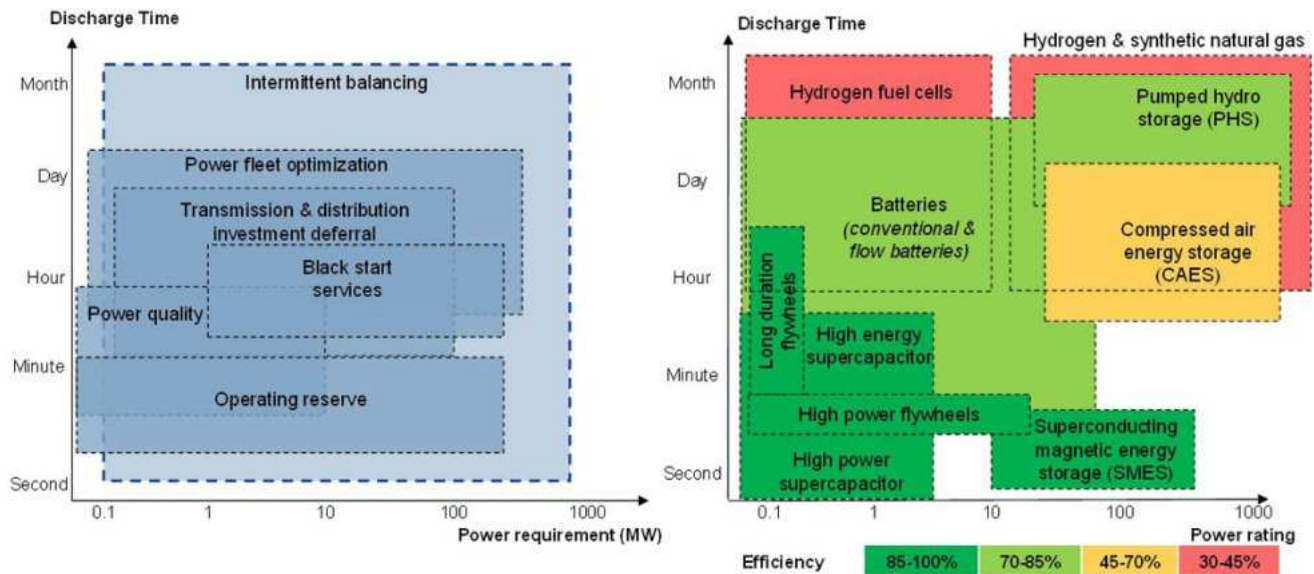 Discharge Time
Month
Day
Hour
Minute
Second
Intermittent balancing
Power fleet optimization
Transmission & distribution
investment deferral
Black start
services
Power quality
Operating reserve
0.1
1
10
100
1000
Power requirement (MW)
Discharge Time
Hydrogen & synthetic natural gas
Month
Day
Hour
Minute
Second
Hydrogen fuel cells
Pumped hydro
storage (PHS)
Batteries
(conventional &
flow batteries)
Compressed air
energy storage
(CAES)
Long duration
flywheels
High energy
supercapacitor
High power flywheels
High power
supercapacitor
Superconducting
magnetic energy
storage (SMES)
0.1
1
10
100
1000
Power rating
Efficiency
85-100%
70-85%
45-70%
30-45%